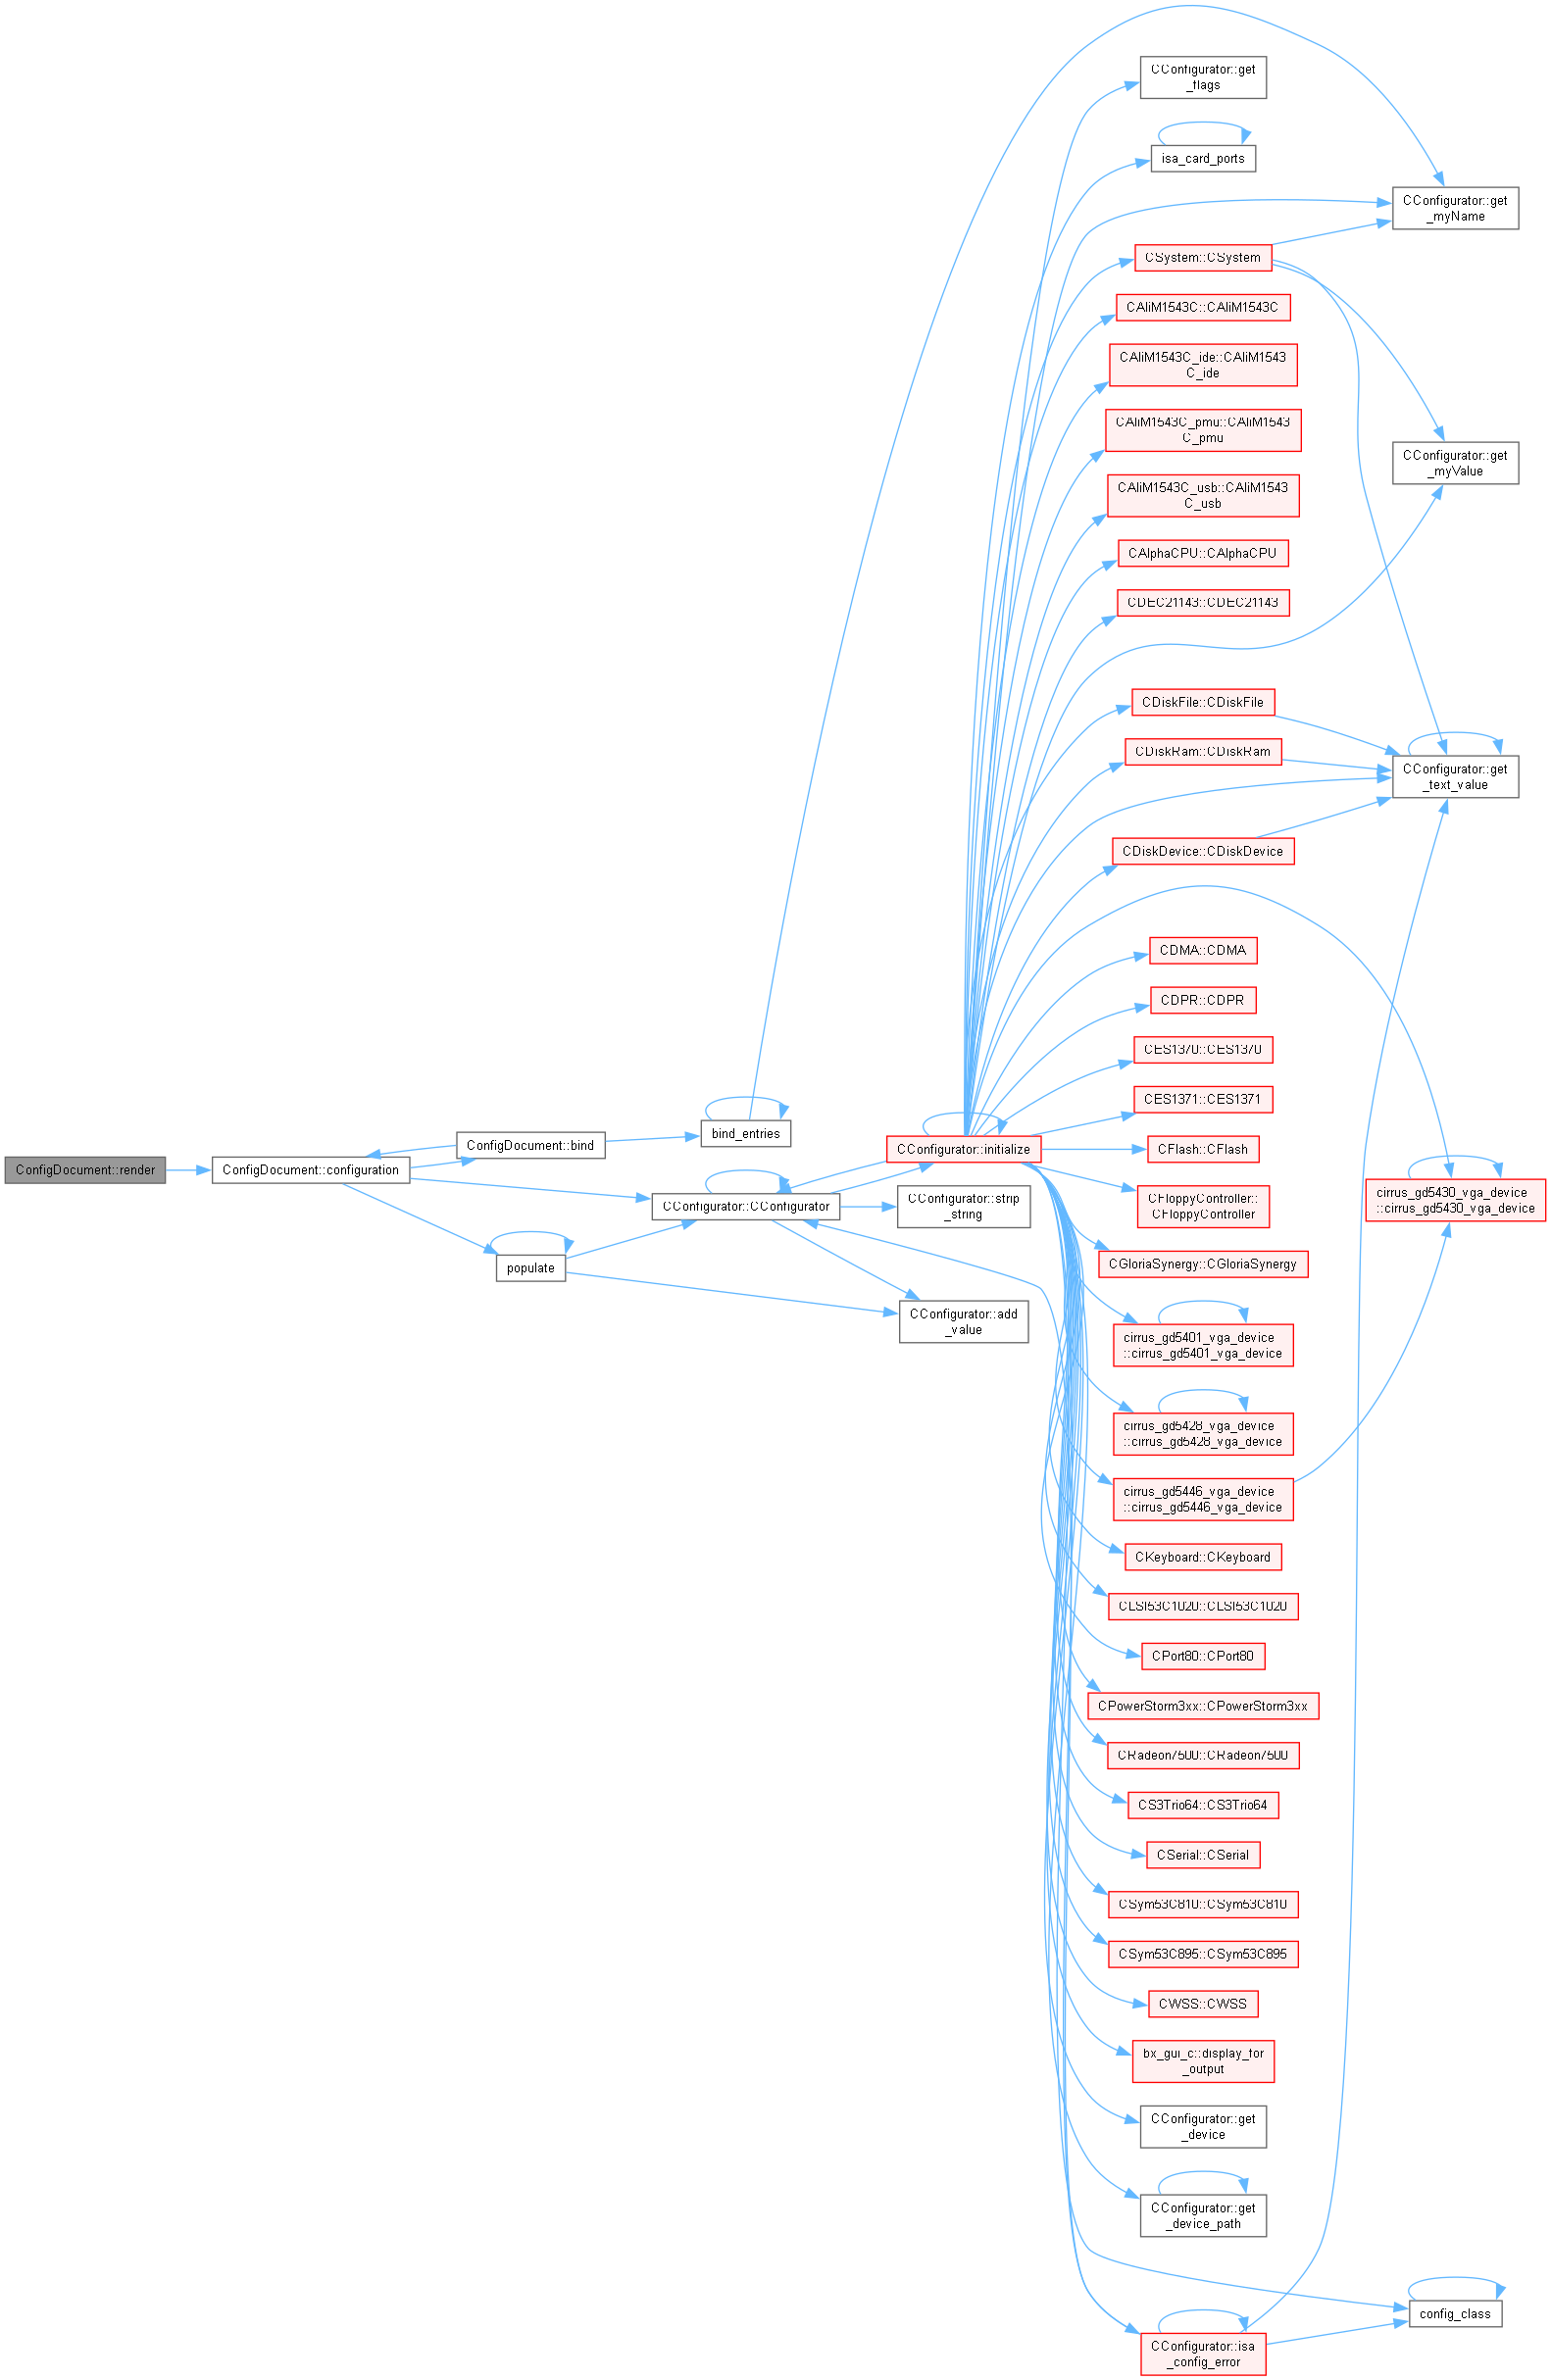 CConfigurator::get
_flags
isa_card_ports
CConfigurator::get
_myName
CSystem::CSystem
CAliM1543C::CAliM1543C
CAliM1543C_ide::CAliM1543
C_ide
CAliM1543C_pmu::CAliM1543
C_pmu
CConfigurator::get
_myValue
CAliM1543C_usb::CAliM1543
C_usb
CAlphaCPU::CAlphaCPU
CDEC21143::CDEC21143
CDiskFile::CDiskFile
CDiskRam::CDiskRam
CConfigurator::get
_text_value
CDiskDevice::CDiskDevice
CDMA::CDMA
CDPR::CDPR
CES1370::CES1370
CES1371::CES1371
bind_entries
ConfigDocument::bind
CConfigurator::initialize
CFlash::CFlash
ConfigDocument::render
ConfigDocument::configuration
CConfigurator::CConfigurator
CConfigurator::strip
_string
CFloppyController::
CFloppyController
cirrus_gd5430_vga_device
::cirrus_gd5430_vga_device
populate
CGloriaSynergy::CGloriaSynergy
CConfigurator::add
_value
cirrus_gd5401_vga_device
::cirrus_gd5401_vga_device
cirrus_gd5428_vga_device
::cirrus_gd5428_vga_device
cirrus_gd5446_vga_device
::cirrus_gd5446_vga_device
CKeyboard::CKeyboard
CLSI53C1020::CLSI53C1020
CPort80::CPort80
CPowerStorm3xx::CPowerStorm3xx
CRadeon7500::CRadeon7500
CS3Trio64::CS3Trio64
CSerial::CSerial
CSym53C810::CSym53C810
CSym53C895::CSym53C895
CWSS::CWSS
bx_gui_c::display_for
_output
CConfigurator::get
_device
CConfigurator::get
_device_path
config_class
CConfigurator::isa
_config_error